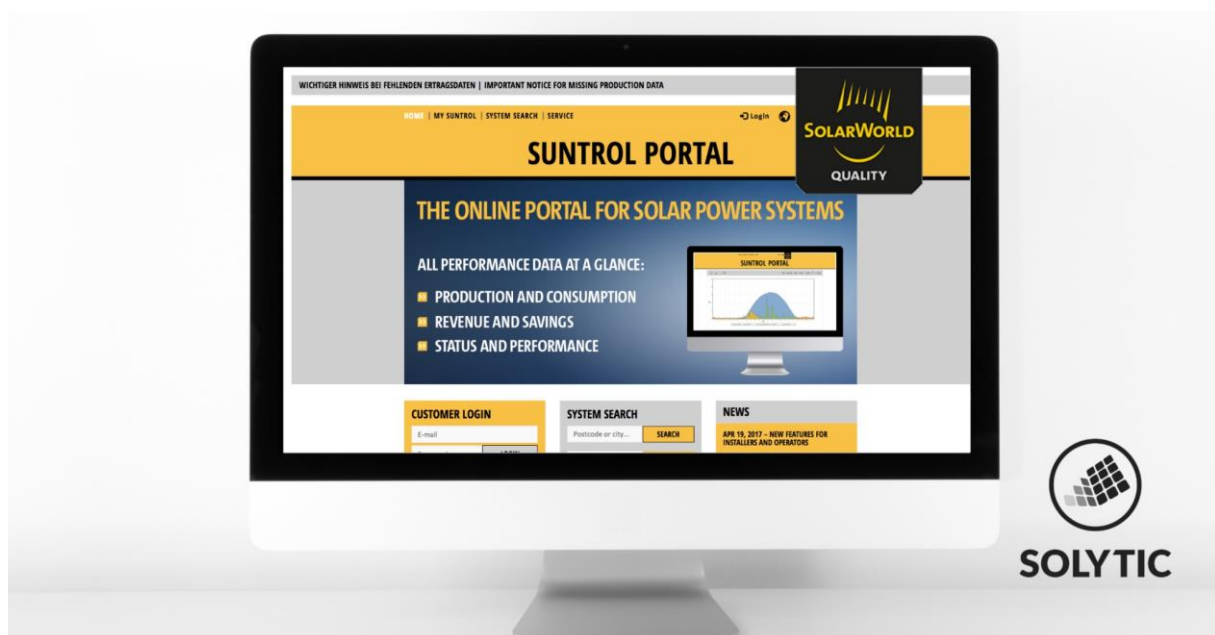 WICHTIGER HINWEIS BEI FEHLENDEN ERTRAGSDATEN | IMPORTANT NOTICE FOR MISSING PRODUCTION DATA
HOME | MY SUNTROL | SYSTEM SEARCH | SERVICE
Login
SOLARWORLD
QUALITY
SUNTROL PORTAL
THE ONLINE PORTAL FOR SOLAR POWER SYSTEMS
ALL PERFORMANCE DATA AT A GLANCE:
PRODUCTION AND CONSUMPTION
REVENUE AND SAVINGS
STATUS AND PERFORMANCE
SUNTROL PORTAL
CUSTOMER LOGIN
E-mail
LOGIN
SYSTEM SEARCH
Postcode or city...
SEARCH
NEWS
APR 19, 2017 – NEW FEATURES FOR
INSTALLERS AND OPERATORS
SOLYTIC